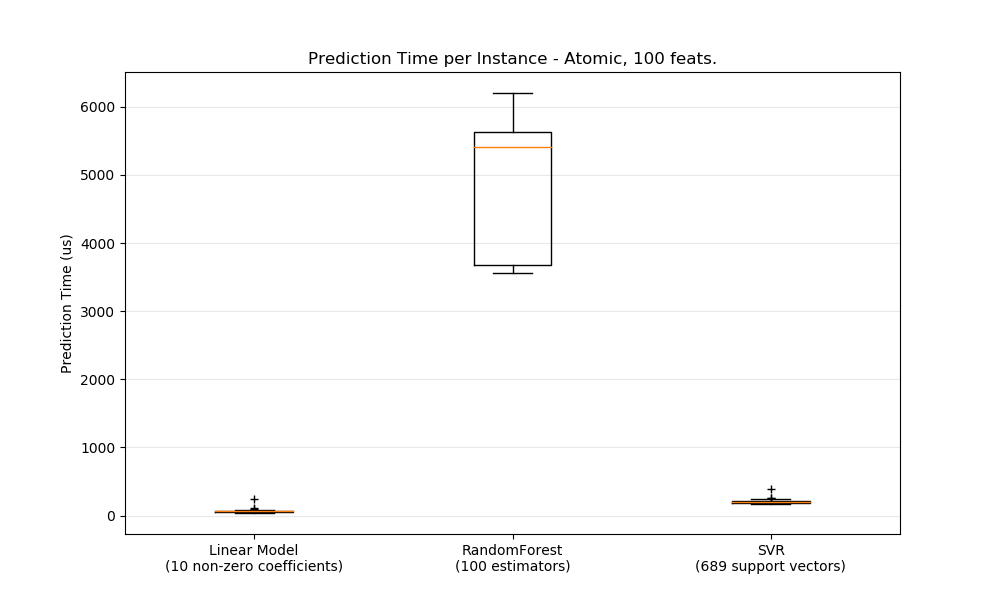 Prediction Time per Instance - Atomic, 100 feats.
Prediction Time (us)
6000
5000
4000
3000
2000
1000
0
Linear Model
(10 non-zero coefficients)
RandomForest
(100 estimators)
SVR
(689 support vectors)